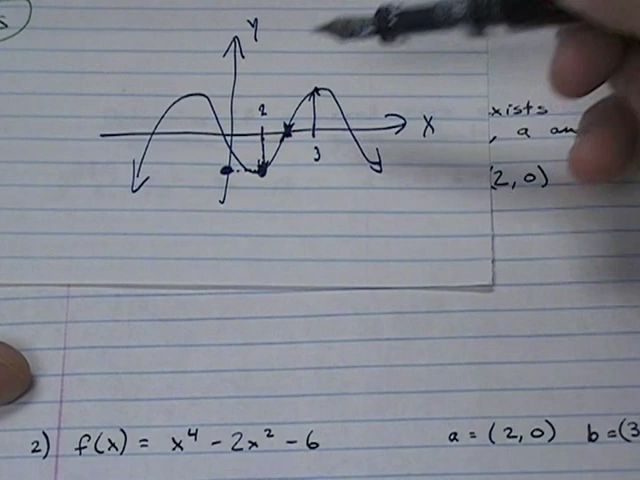 s
Y
2
X
3
xists
, a an
(2, 0)
2) f(x) = x⁴ - 2x² - 6 a = (2, 0) b = (3